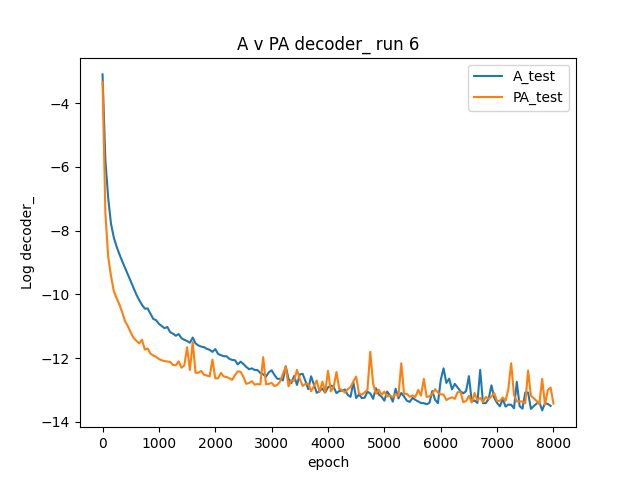 A v PA decoder_ run 6
A_test
PA_test
Log decoder_
−4
−6
−8
−10
−12
−14
0 1000 2000 3000 4000 5000 6000 7000 8000
epoch